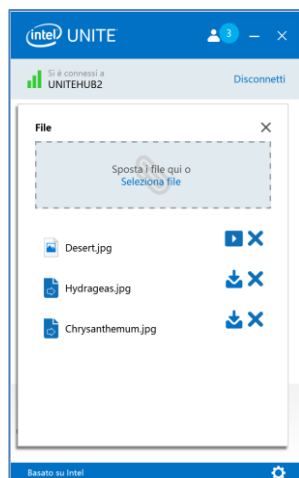 intel UNITE
3
Si è connessi a
UNITEHUB2
Disconnetti
File
Sposta i file qui o
Seleziona file
Desert.jpg
Hydrageas.jpg
Chrysanthemum.jpg
Basato su Intel